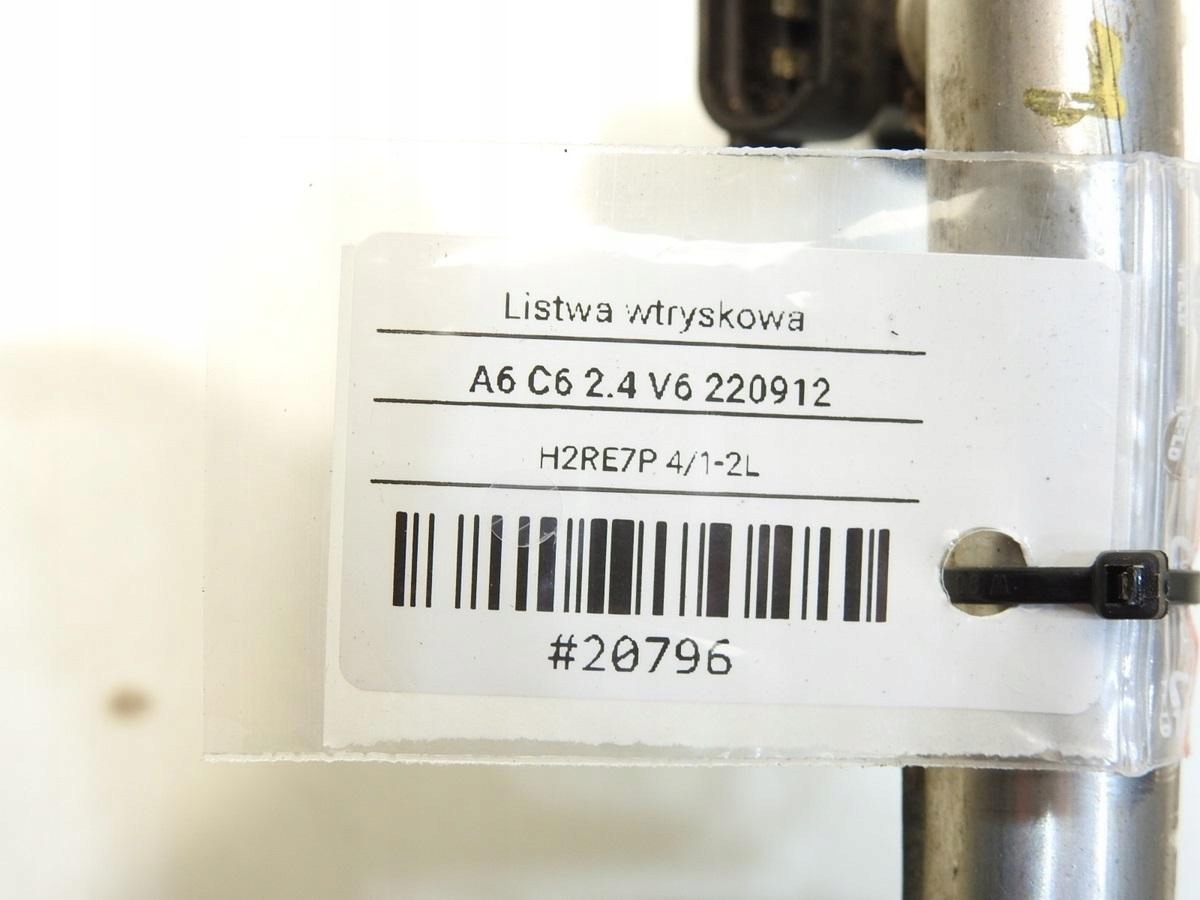 Listwa wtryskowa
A6 C6 2.4 V6 220912
H2RE7P 4/1-2L
#20796